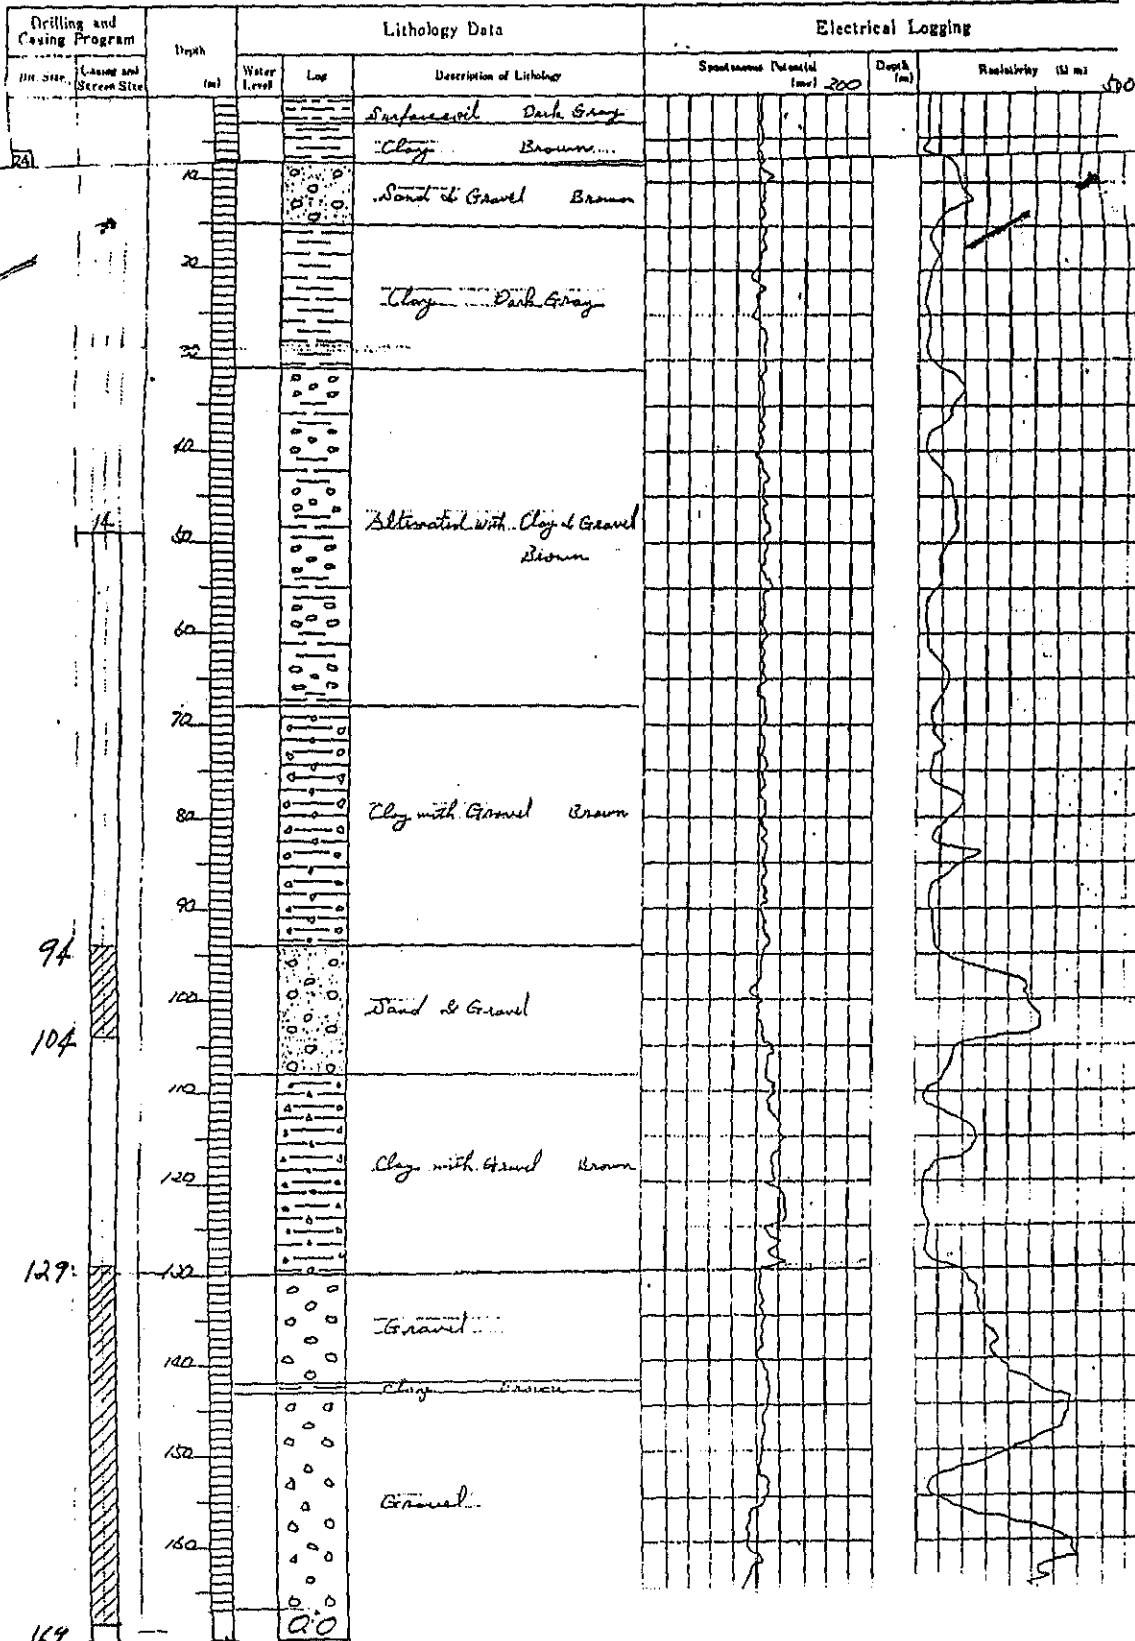 Drilling and Casing Program
Depth (m)
Lithology Data
Electrical Logging
Casing and Screen Size
Water Level
Log
Description of Lithology
Spontaneous Potential (mv) 200
Depth (m)
Resistivity (Ω m) 500
Surface soil Dark Gray
Clay Brown
24
10
Sand & Gravel Brown
20
Clay Dark Gray
30
40
14
50
Alternated with Clay & Gravel
Brown
60
70
80
Clay with Gravel Brown
90
94
100
Sand & Gravel
104
110
120
Clay with Gravel Brown
129
130
Gravel
140
Clay Brown
150
Gravel
160
169